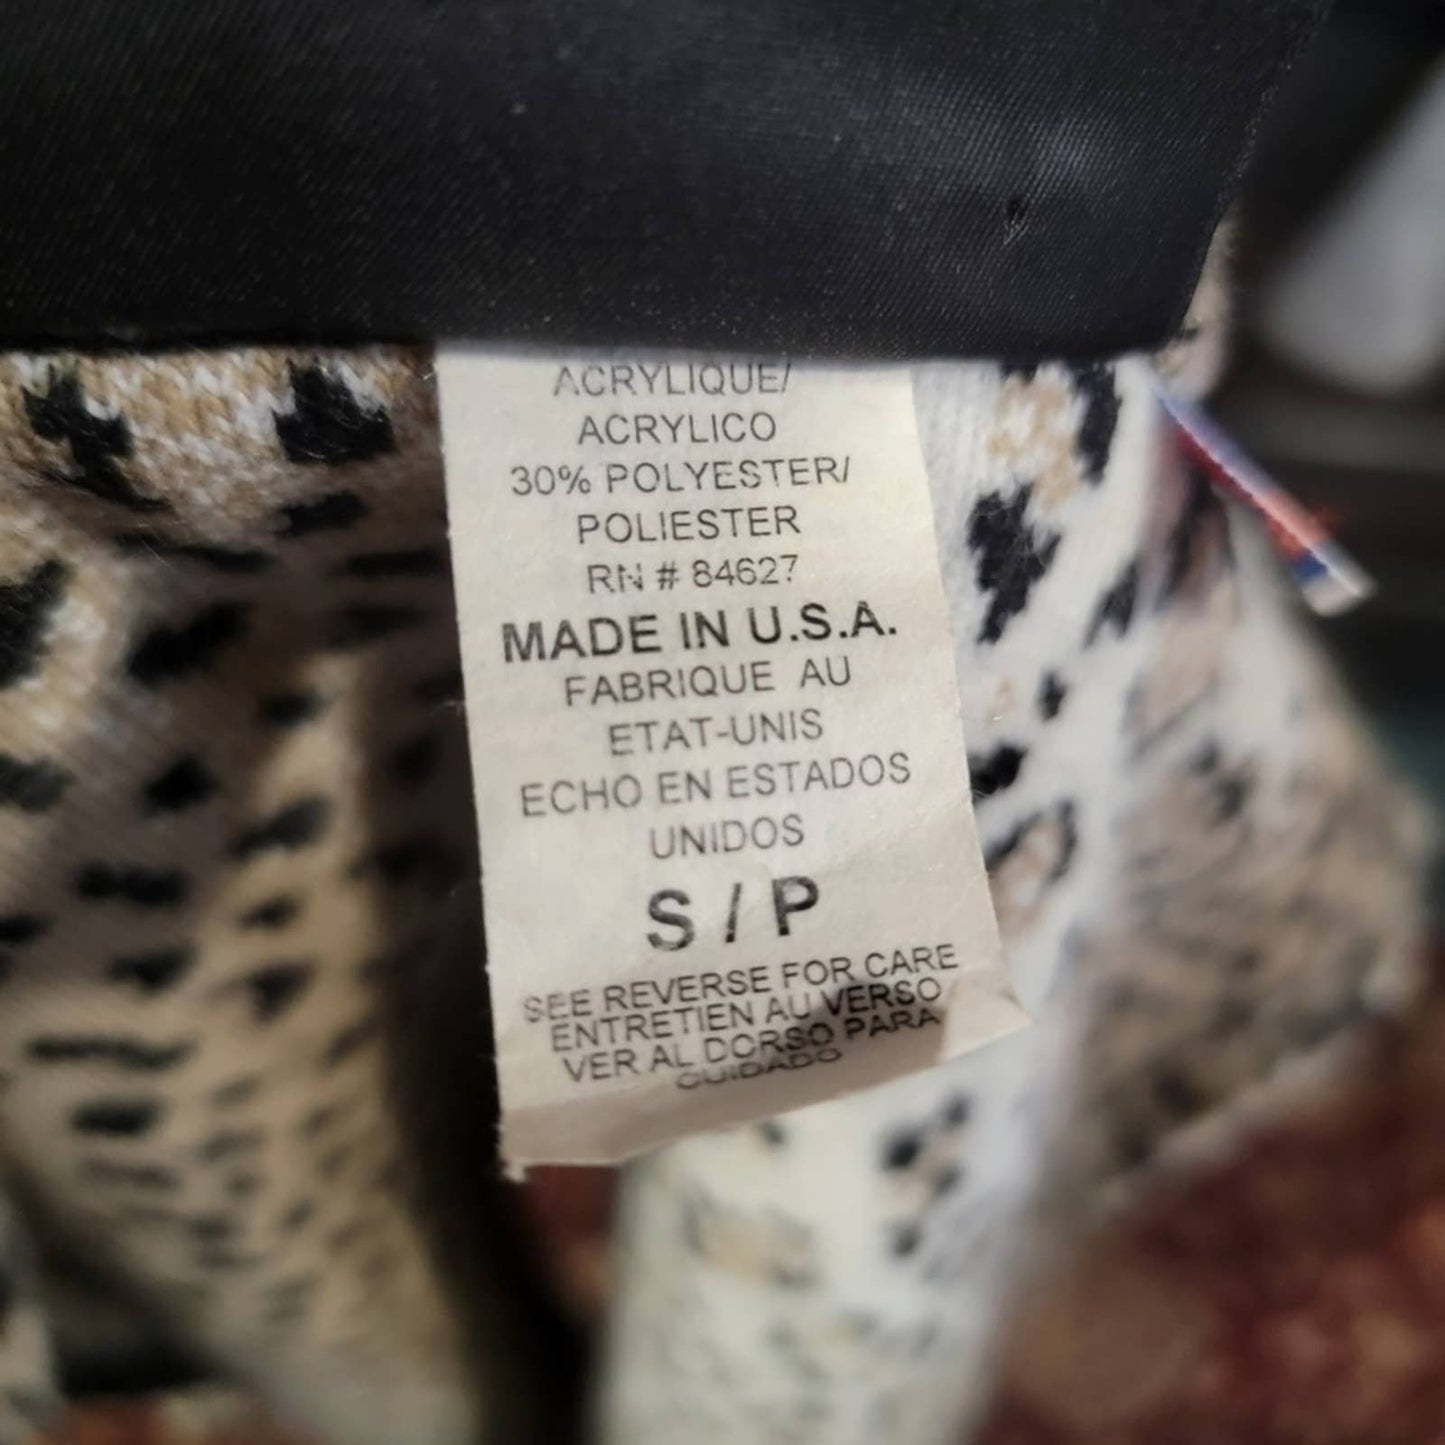 ACRYLIQUE/
ACRYLICO
30% POLYESTER/
POLIESTER
RN # 84627
MADE IN U.S.A.
FABRIQUE AU
ETAT-UNIS
ECHO EN ESTADOS
UNIDOS
S / P
SEE REVERSE FOR CARE
ENTRETIEN AU VERSO
VER AL DORSO PARA
CUIDADO